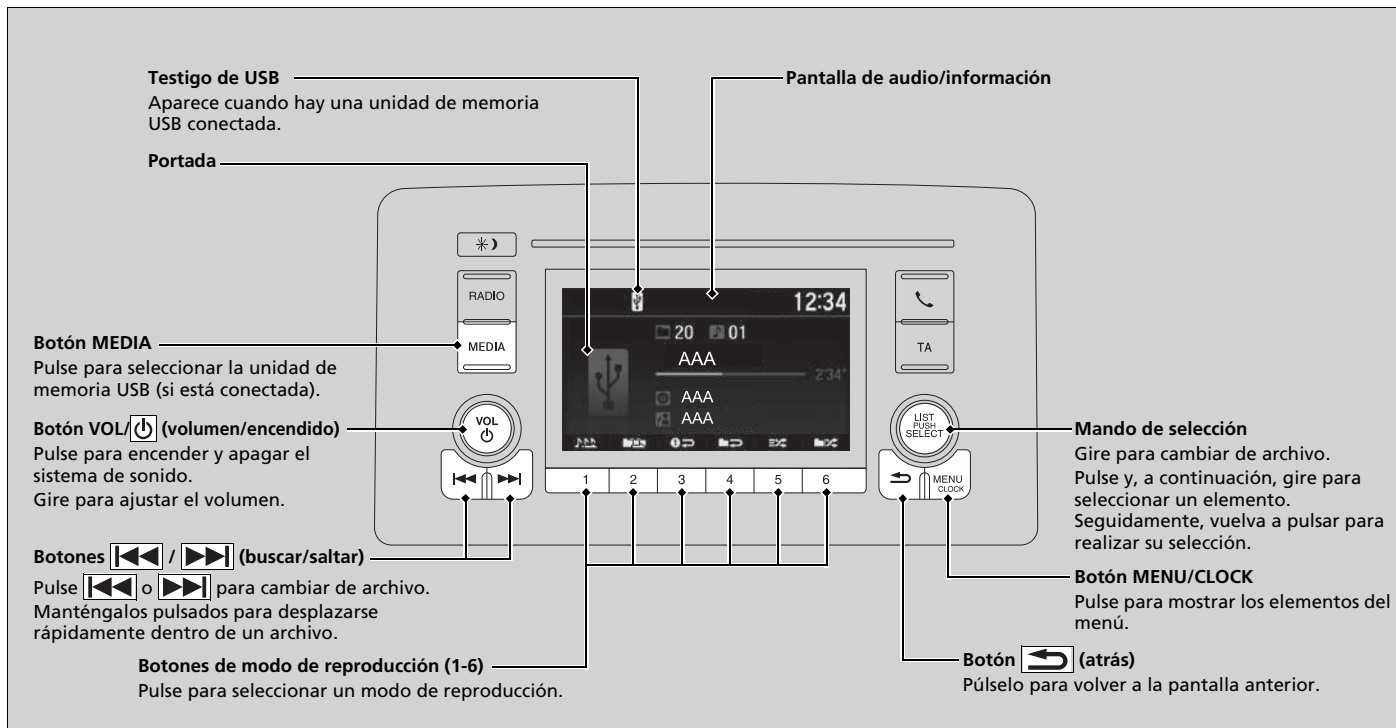 Testigo de USB
Aparece cuando hay una unidad de memoria
USB conectada.
Pantalla de audio/información
Portada
RADIO
12:34
20 01
AAA
2'34"
AAA
AAA
TA
Botón MEDIA
Pulse para seleccionar la unidad de
memoria USB (si está conectada).
MEDIA
Botón VOL/ (volumen/encendido)
Pulse para encender y apagar el
sistema de sonido.
Gire para ajustar el volumen.
VOL
LIST
PUSH
SELECT
Mando de selección
Gire para cambiar de archivo.
Pulse y, a continuación, gire para
seleccionar un elemento.
Seguidamente, vuelva a pulsar para
realizar su selección.
1 2 3 4 5 6
MENU
CLOCK
Botones / (buscar/saltar)
Pulse o para cambiar de archivo.
Manténgalos pulsados para desplazarse
rápidamente dentro de un archivo.
Botón MENU/CLOCK
Pulse para mostrar los elementos del
menú.
Botones de modo de reproducción (1-6)
Pulse para seleccionar un modo de reproducción.
Botón (atrás)
Púlselo para volver a la pantalla anterior.